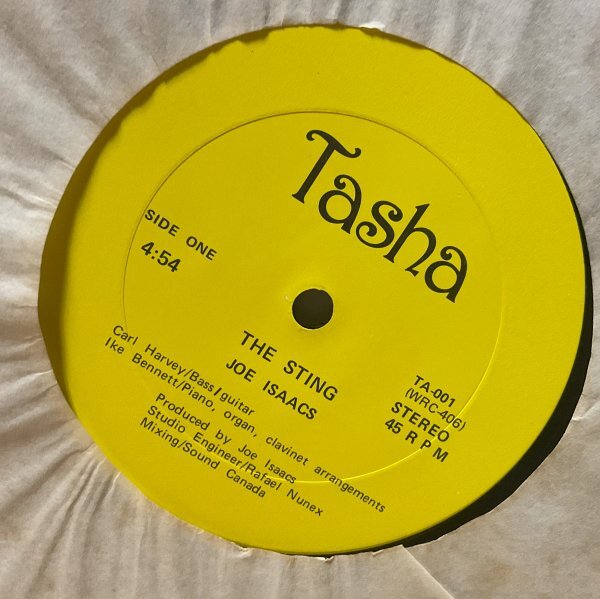 Tasha
SIDE ONE
4:54
THE STING
JOE ISAACS
TA-001
(WRC-406)
STEREO
45 R P M
Carl Harvey/Bass/guitar
Ike Bennett/Piano, organ, clavinet arrangements
Produced by Joe Isaacs
Studio Engineer/Rafael Nunex
Mixing/Sound Canada